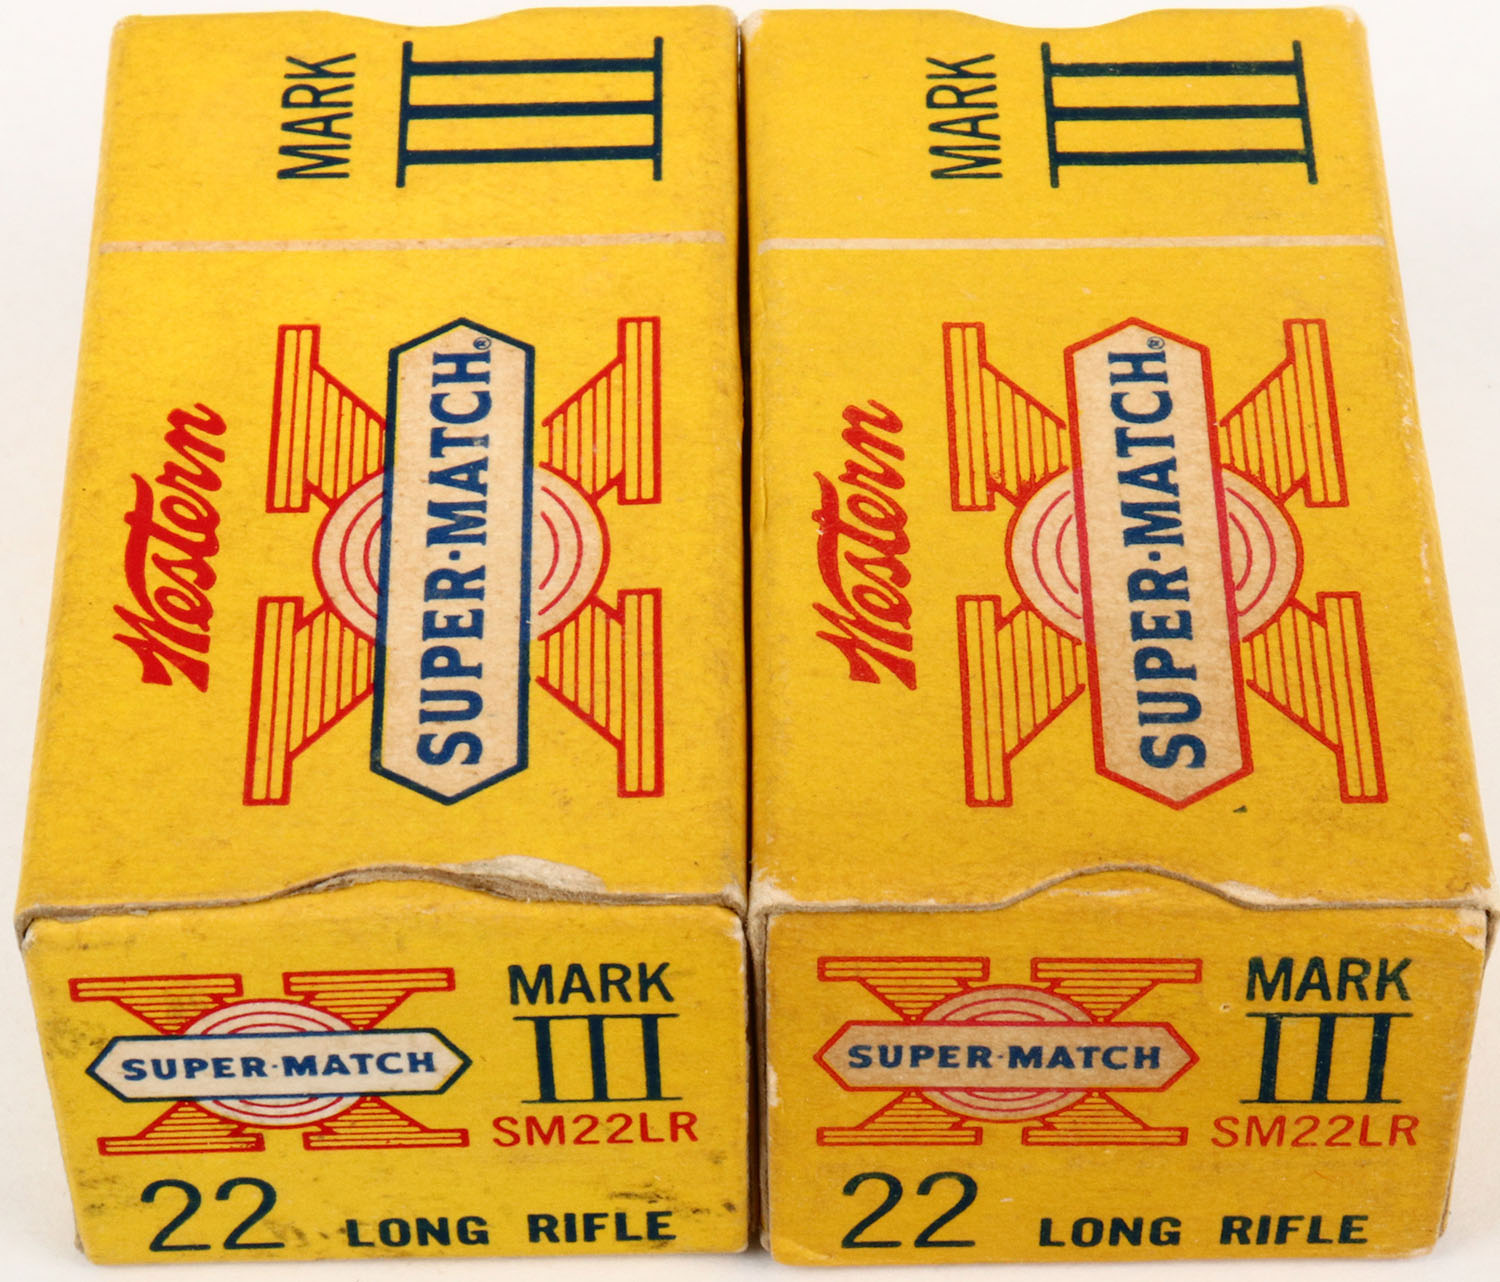 MARK
III
Western
SUPER·MATCH®
SUPER·MATCH
MARK
III
SM22LR
22 LONG RIFLE
MARK
III
Western
SUPER·MATCH®
SUPER·MATCH
MARK
III
SM22LR
22 LONG RIFLE